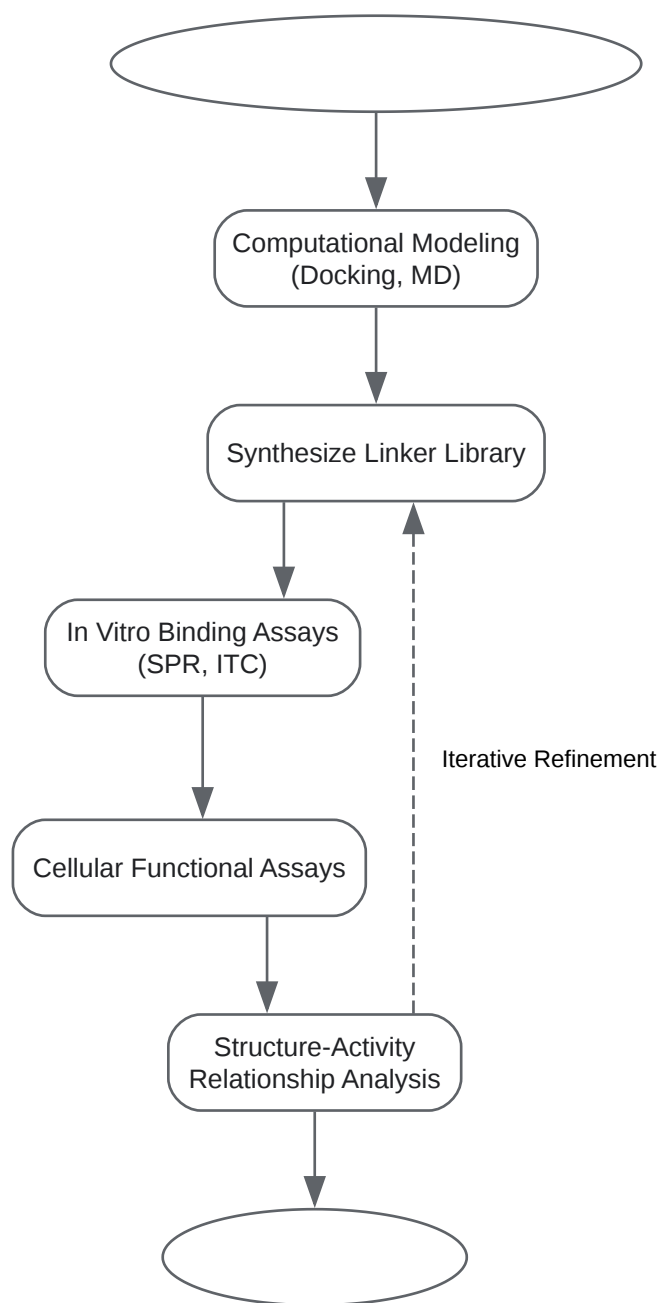 Computational Modeling
(Docking, MD)
Synthesize Linker Library
In Vitro Binding Assays
(SPR, ITC)
Iterative Refinement
Cellular Functional Assays
Structure-Activity
Relationship Analysis